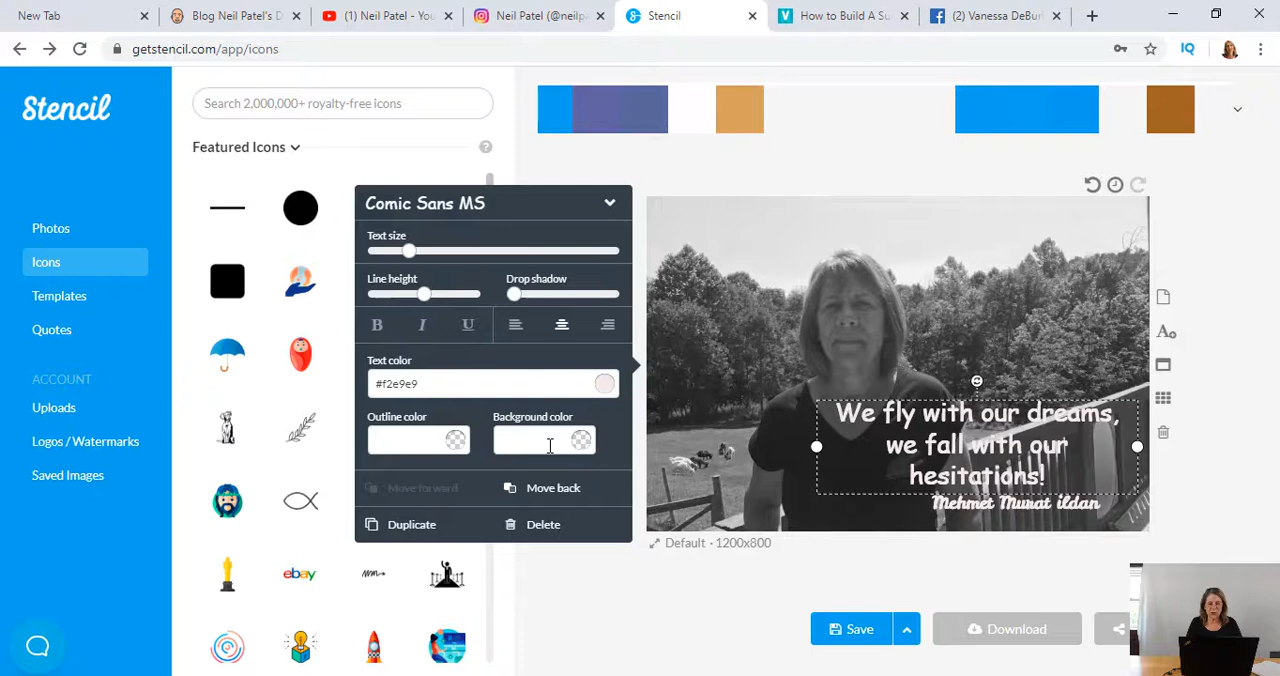 New Tab
Blog Neil Patel's D
(1) Neil Patel - You
Neil Patel (@neilp
Stencil
How to Build A Su
(2) Vanessa DeBur
getstencil.com/app/icons
IQ
Stencil
Search 2,000,000+ royalty-free icons
Featured Icons
?
Photos
Icons
Templates
Quotes
ACCOUNT
Uploads
Logos / Watermarks
Saved Images
ebay
Comic Sans MS
Text size
Line height
Drop shadow
B I U
Text color
#f2e9e9
Outline color
Background color
Move forward
Move back
Duplicate
Delete
We fly with our dreams,
we fall with our
hesitations!
Mehmet Murat ildan
Default · 1200x800
Save
Download